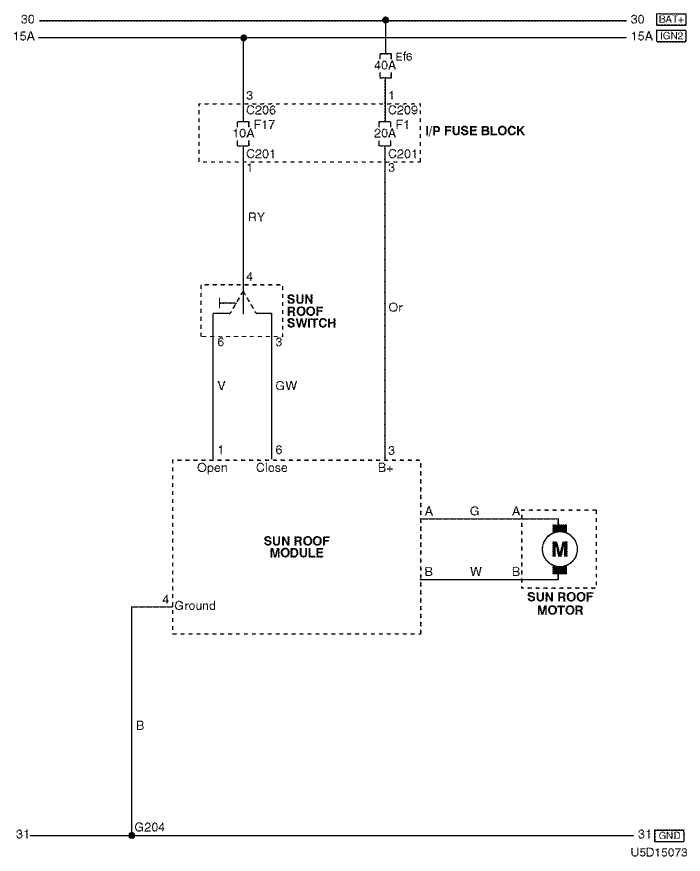 30 30 BAT+
15A 15A IGN2
Ef6
40A
3 1
C206 C209
F17 F1
10A 20A I/P FUSE BLOCK
C201 C201
1 3
RY
4
SUN
ROOF
SWITCH
Or
6 3
V GW
1 6 3
Open Close B+
A G A
SUN ROOF
MODULE
M
B W B
SUN ROOF
MOTOR
4 Ground
B
G204
31 31 GND
U5D15073